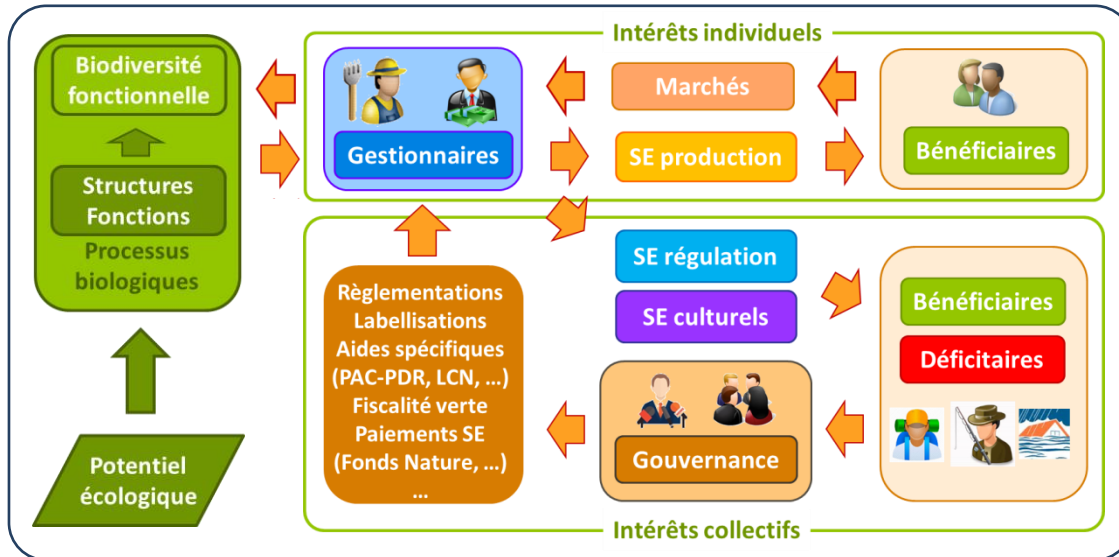 Biodiversité
fonctionnelle
Structures
Fonctions
Processus
biologiques
Potentiel
écologique
Intérêts individuels
Gestionnaires
Marchés
SE production
Bénéficiaires
Règlementations
Labellisations
Aides spécifiques
(PAC-PDR, LCN, …)
Fiscalité verte
Paiements SE
(Fonds Nature, …)
…
SE régulation
SE culturels
Gouvernance
Bénéficiaires
Déficitaires
Intérêts collectifs